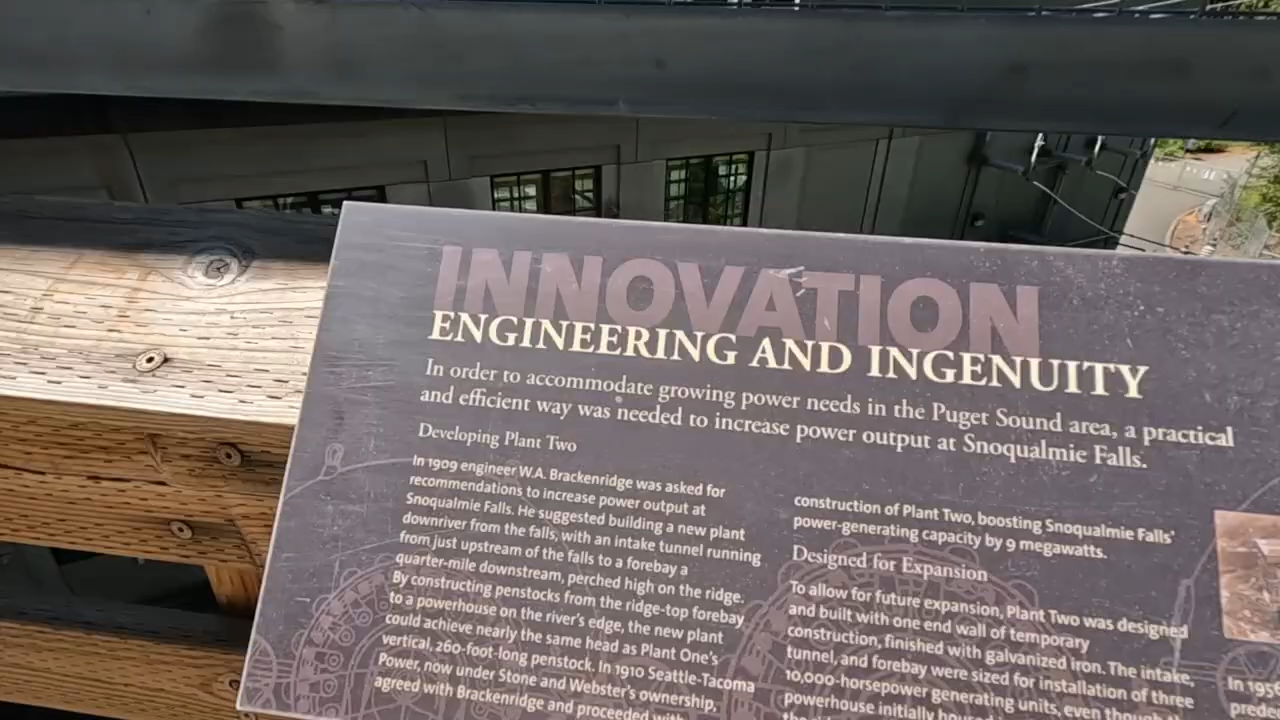 INNOVATION
ENGINEERING AND INGENUITY
In order to accommodate growing power needs in the Puget Sound area, a practical
and efficient way was needed to increase power output at Snoqualmie Falls.
Developing Plant Two
In 1909 engineer W.A. Brackenridge was asked for
recommendations to increase power output at
Snoqualmie Falls. He suggested building a new plant
downriver from the falls, with an intake tunnel running
from just upstream of the falls to a forebay a
quarter-mile downstream, perched high on the ridge.
By constructing penstocks from the ridge-top forebay
to a powerhouse on the river's edge, the new plant
could achieve nearly the same head as Plant One's
vertical, 260-foot-long penstock. In 1910 Seattle-Tacoma
Power, now under Stone and Webster's ownership,
agreed with Brackenridge and proceeded with
construction of Plant Two, boosting Snoqualmie Falls'
power-generating capacity by 9 megawatts.
Designed for Expansion
To allow for future expansion, Plant Two was designed
and built with one end wall of temporary
construction, finished with galvanized iron. The intake,
tunnel, and forebay were sized for installation of three
10,000-horsepower generating units, even though
powerhouse initially